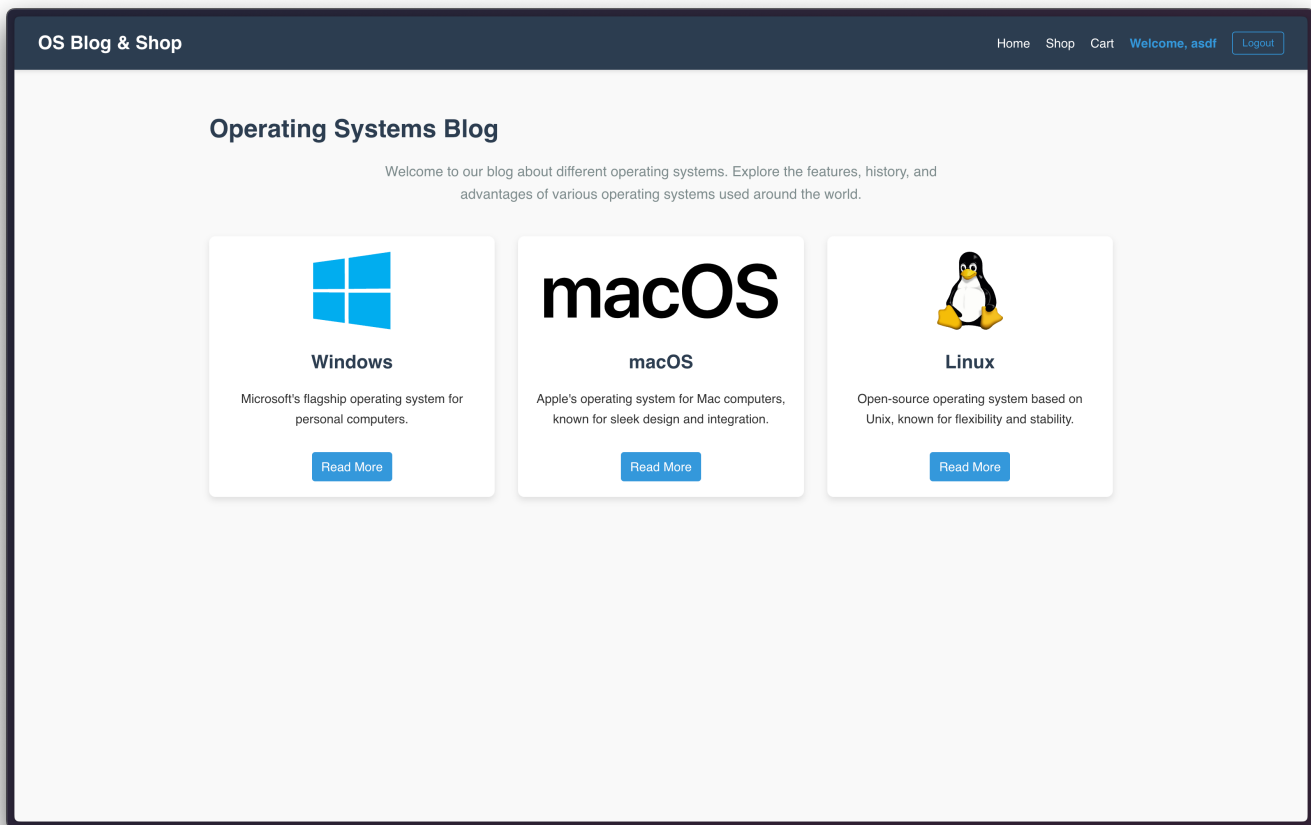 OS Blog & Shop
Home Shop Cart Welcome, asdf Logout
Operating Systems Blog
Welcome to our blog about different operating systems. Explore the features, history, and
advantages of various operating systems used around the world.
macOS
Windows
Microsoft's flagship operating system for
personal computers.
Read More
macOS
Apple's operating system for Mac computers,
known for sleek design and integration.
Read More
Linux
Open-source operating system based on
Unix, known for flexibility and stability.
Read More